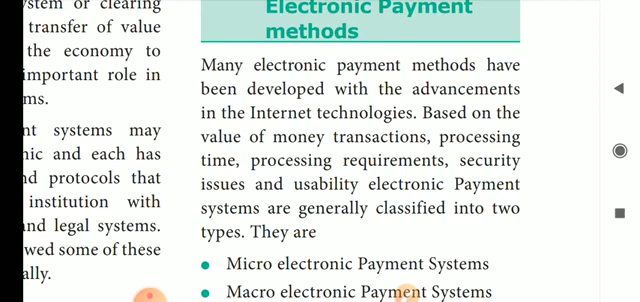 ystem or clearing
transfer of value
the economy to
important role in
ms.
nt systems may
nic and each has
nd protocols that
institution with
and legal systems.
wed some of these
ally.
Electronic Payment
methods
Many electronic payment methods have
been developed with the advancements
in the Internet technologies. Based on the
value of money transactions, processing
time, processing requirements, security
issues and usability electronic Payment
systems are generally classified into two
types. They are
• Micro electronic Payment Systems
• Macro electronic Payment Systems